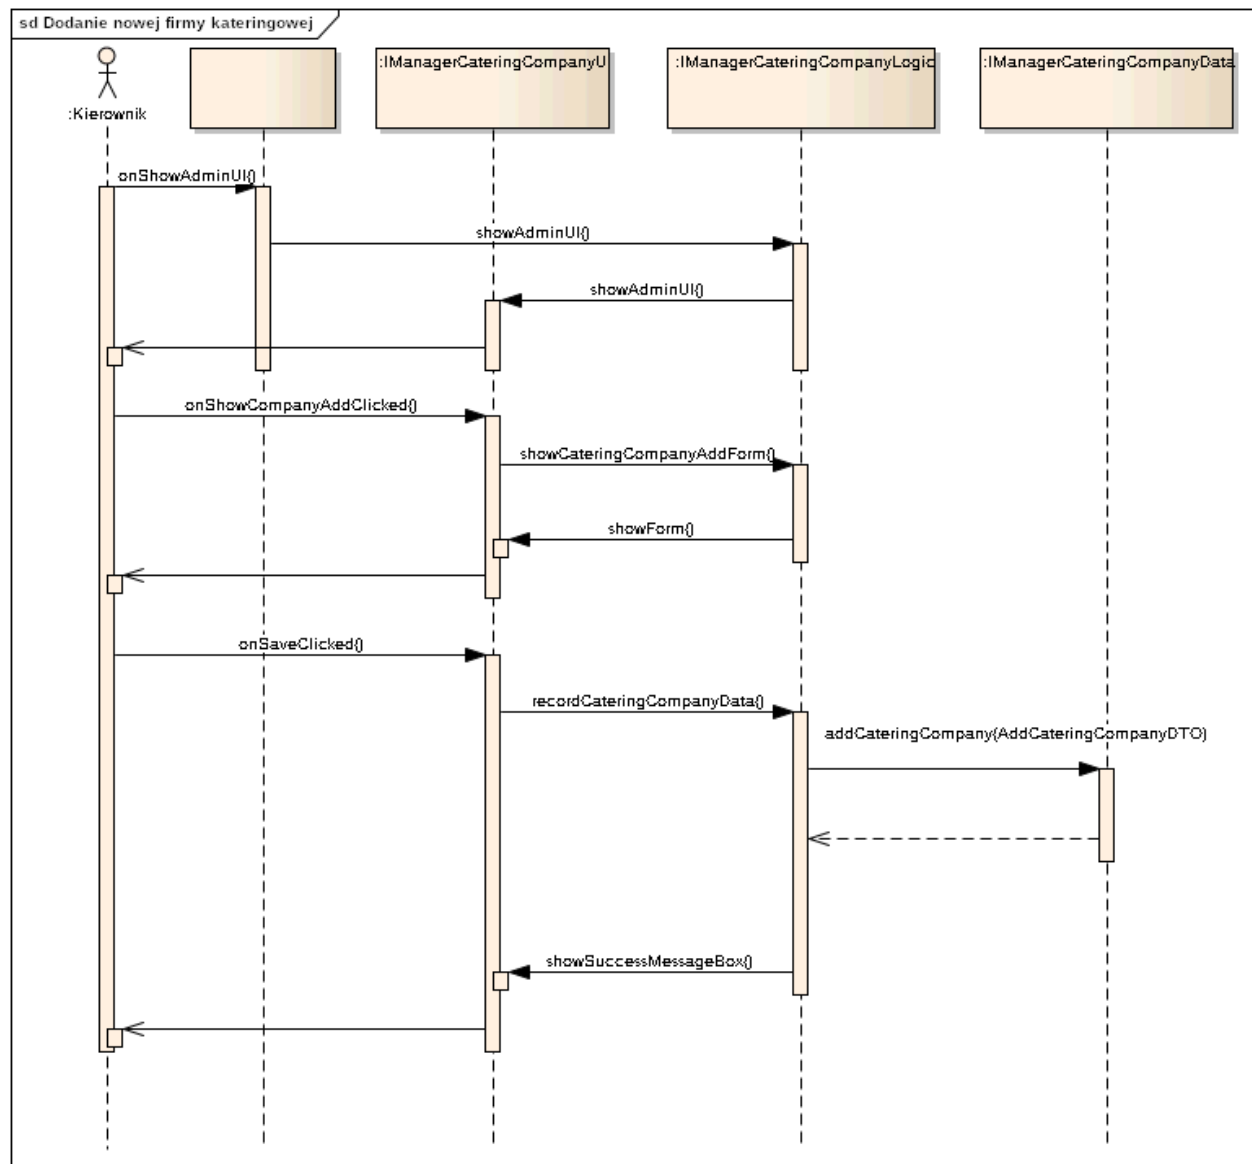 sd Dodanie nowej firmy kateringowej
:Kierownik
:IManagerCateringCompanyU
:IManagerCateringCompanyLogic
:IManagerCateringCompanyData
onShowAdminUI()
showAdminUI()
showAdminUI()
onShowCompanyAddClicked()
showCateringCompanyAddForm()
showForm()
onSaveClicked()
recordCateringCompanyData()
addCateringCompany(AddCateringCompanyDTO)
showSuccessMessageBox()